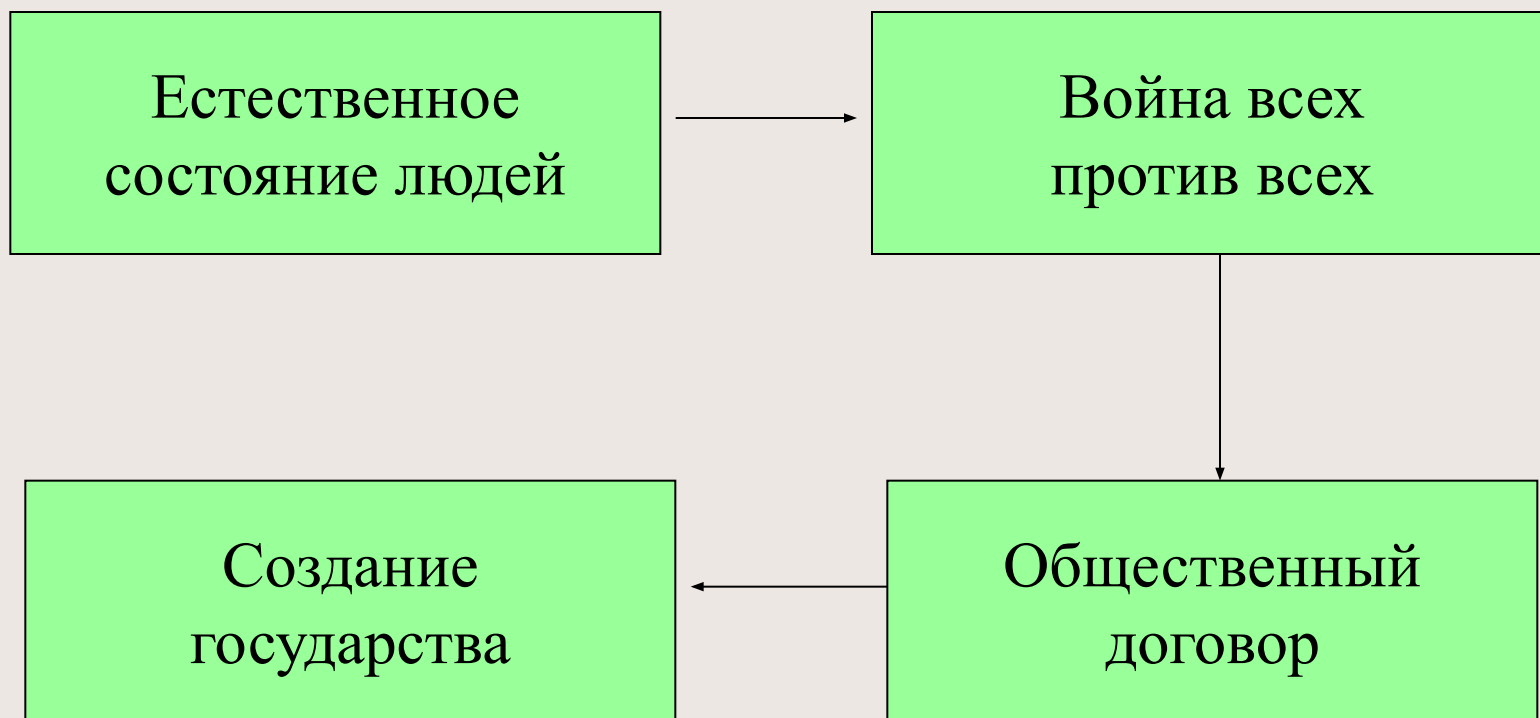 Естественное
состояние людей
Война всех
против всех
Создание
государства
Общественный
договор